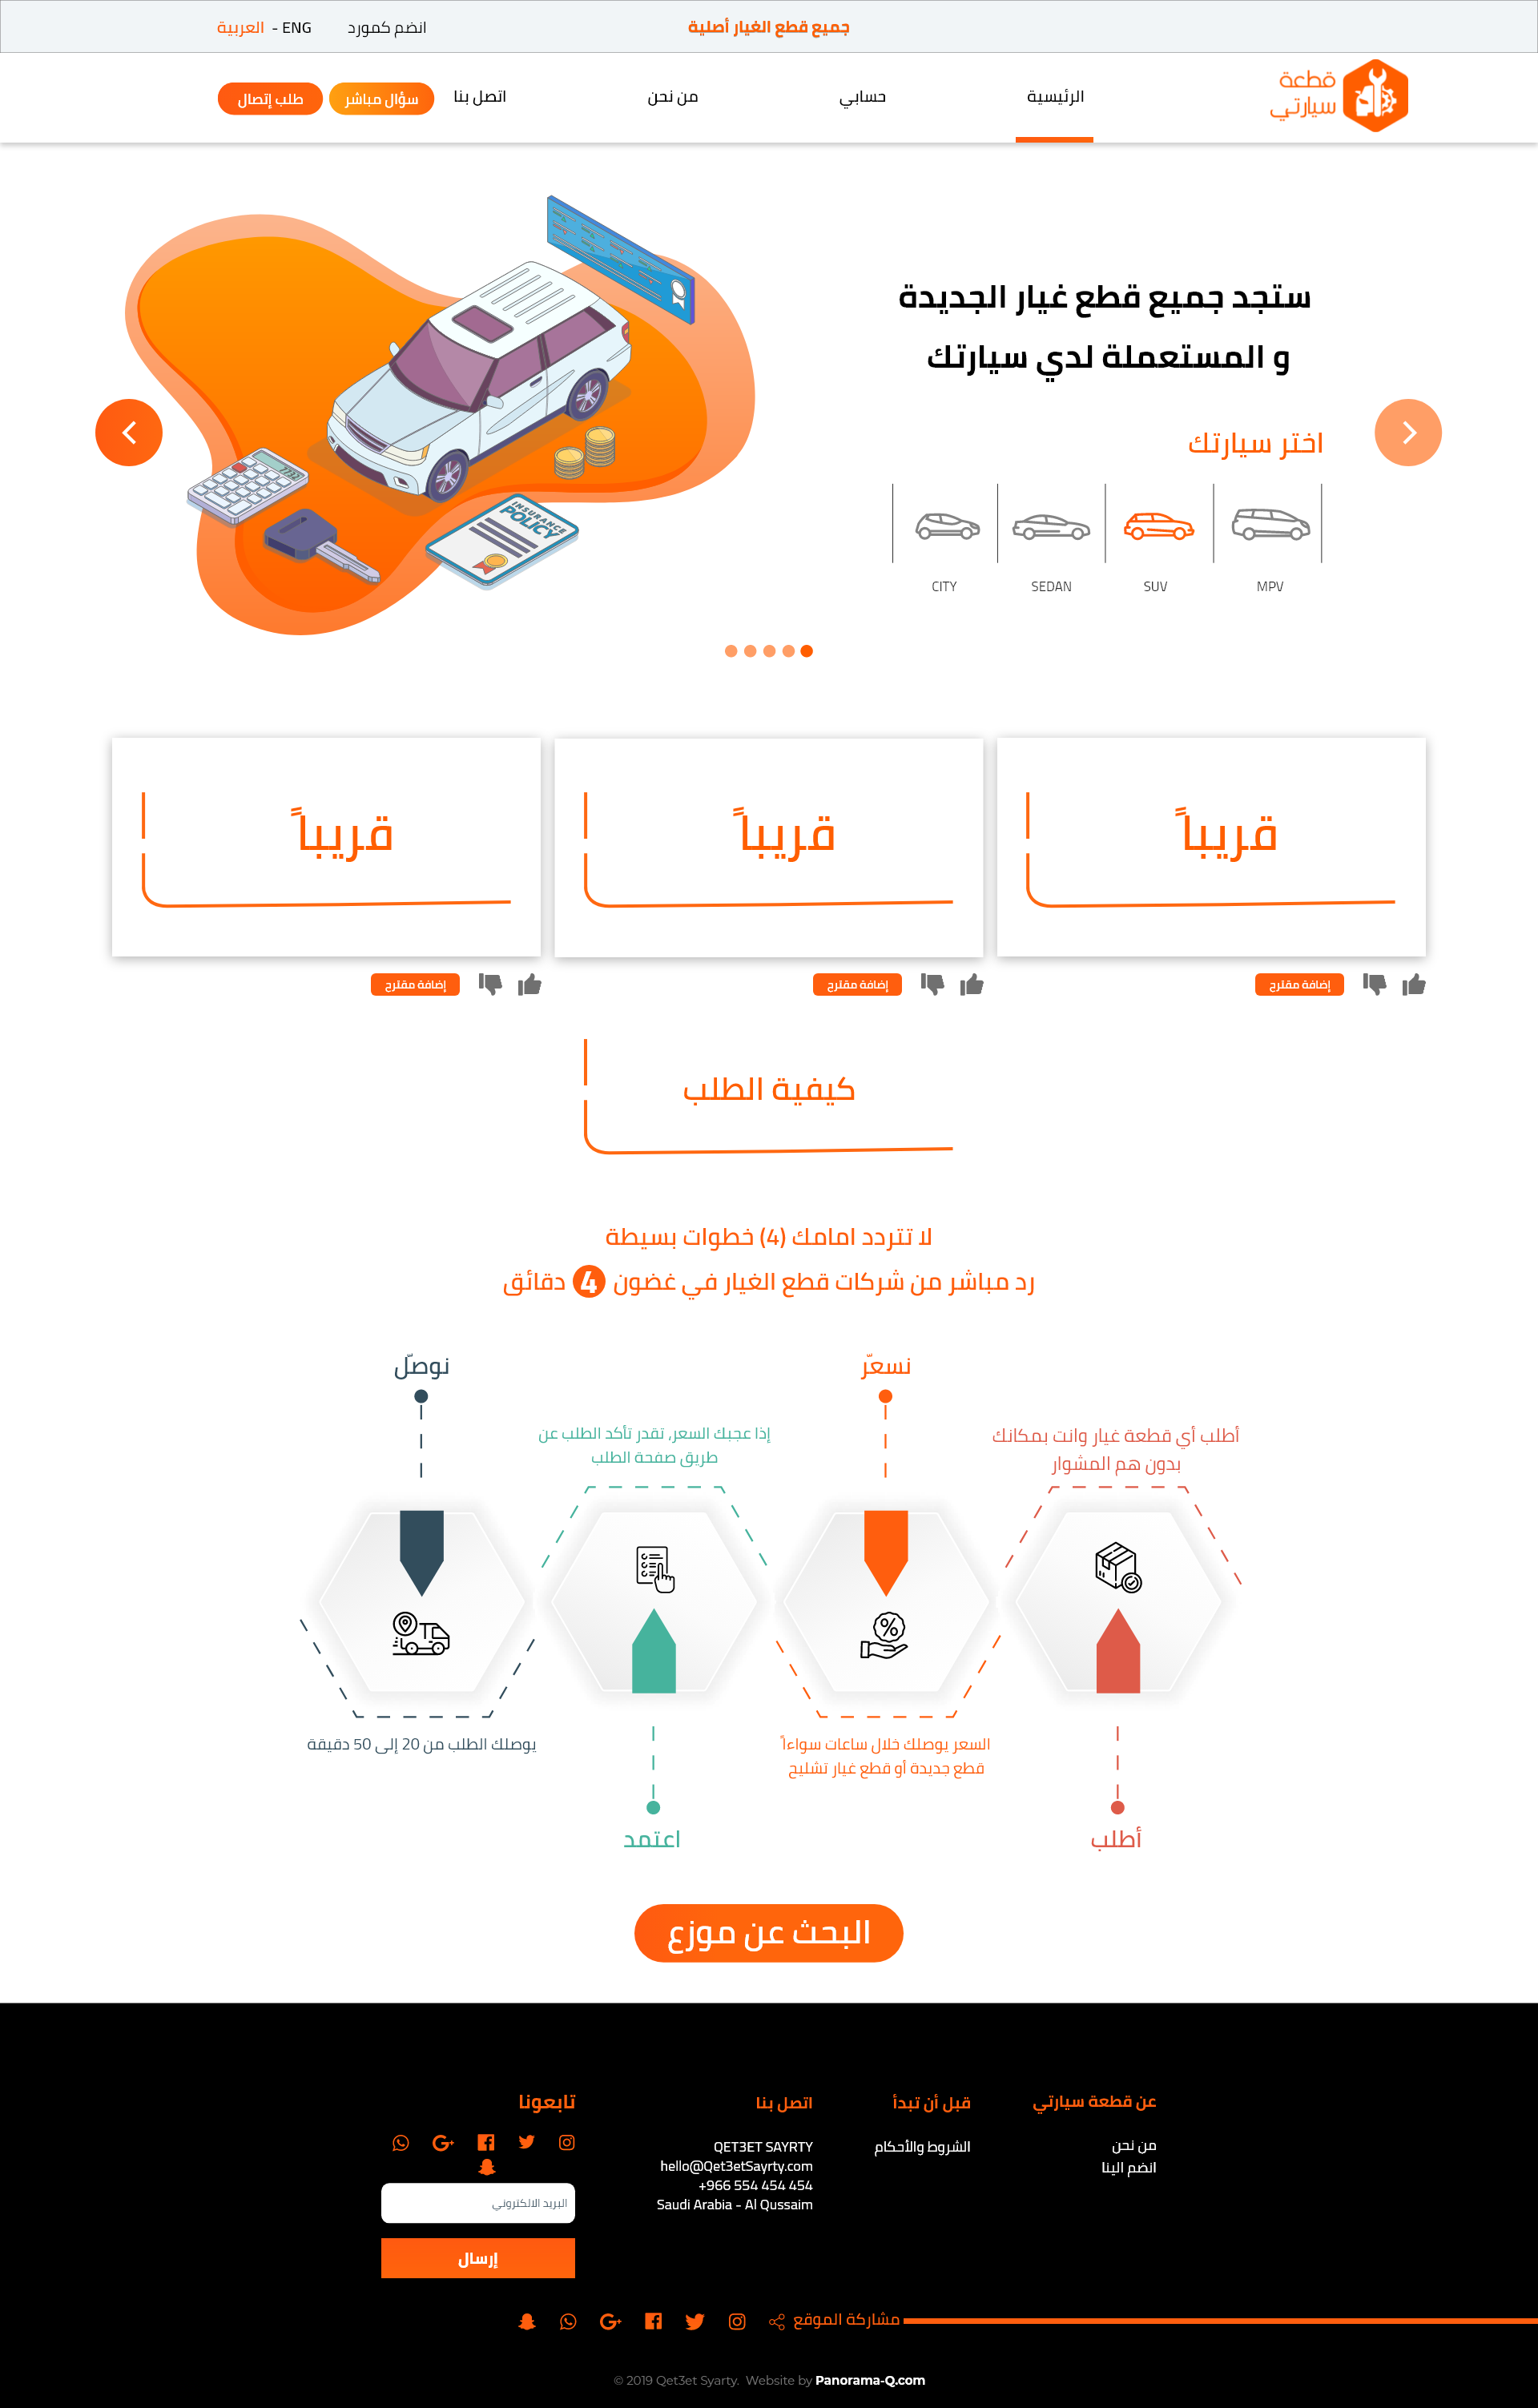 جميع قطع الغيار أصلية
انضم كمورد
ENG - العربية
قطعة
سيارتي
الرئيسية
حسابي
من نحن
اتصل بنا
سؤال مباشر
طلب إتصال
ستجد جميع قطع غيار الجديدة
و المستعملة لدي سيارتك
اختر سيارتك
MPV
SUV
SEDAN
CITY
INSURANCE
POLICY
قريباً
قريباً
قريباً
إضافة مقترح
إضافة مقترح
إضافة مقترح
كيفية الطلب
لا تتردد امامك (4) خطوات بسيطة
رد مباشر من شركات قطع الغيار في غضون 4 دقائق
أطلب أي قطعة غيار وانت بمكانك
بدون هم المشوار
أطلب
نسعّر
السعر يوصلك خلال ساعات سواءاً
قطع جديدة أو قطع غيار تشليح
إذا عجبك السعر, تقدر تأكد الطلب عن
طريق صفحة الطلب
اعتمد
نوصّل
يوصلك الطلب من 20 إلى 50 دقيقة
البحث عن موزع
عن قطعة سيارتي
من نحن
انضم الينا
قبل أن تبدأ
الشروط والأحكام
اتصل بنا
QET3ET SAYRTY
hello@Qet3etSayrty.com
+966 554 454 454
Saudi Arabia - Al Qussaim
تابعونا
البريد الالكتروني
إرسال
مشاركة الموقع
© 2019 Qet3et Syarty. Website by Panorama-Q.com